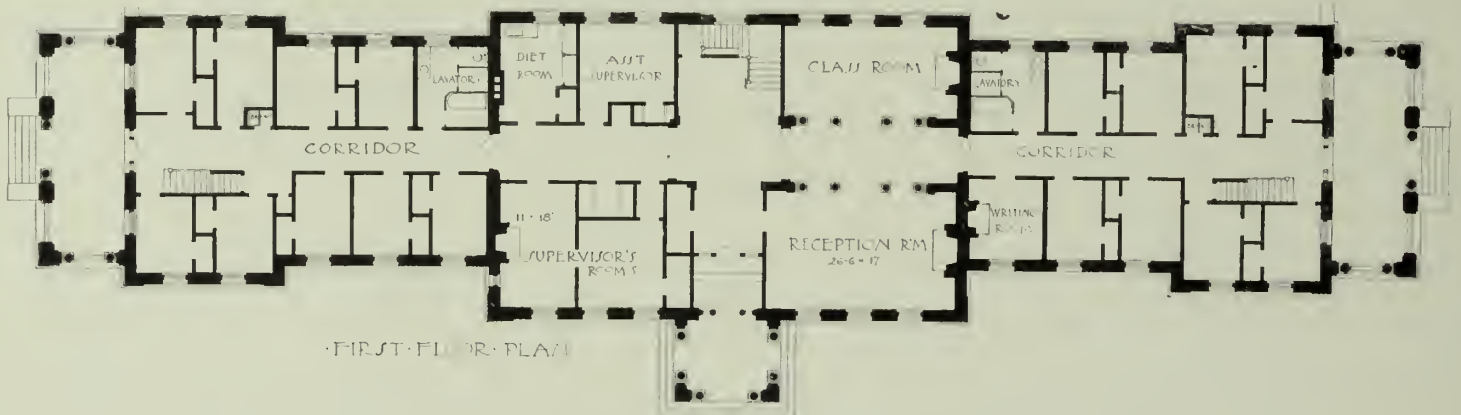 DIET
ROOM
ASS'T
SUPERVISOR
CLASS ROOM
LAVATORY
LAVATORY
CORRIDOR
CORRIDOR
11 × 18
SUPERVISOR'S
ROOMS
RECEPTION R'M
26-6 × 17
WRITING
ROOM
·FIRST·FLOOR·PLAN